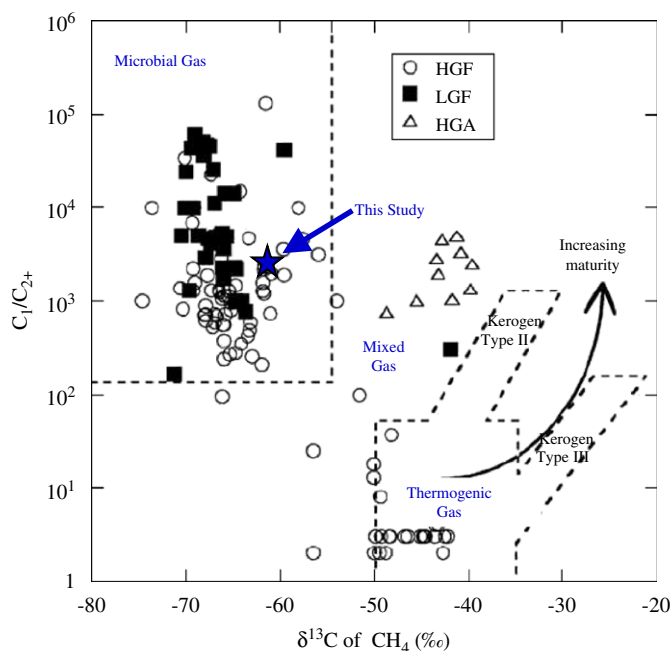 10⁶
Microbial Gas
HGF
LGF
HGA
10⁵
10⁴
This Study
Increasing
maturity
C₁/C₂₊
10³
Kerogen
Type II
Mixed
Gas
10²
Kerogen
Type III
10¹
Thermogenic
Gas
1
-80
-70
-60
-50
-40
-30
-20
δ¹³C of CH₄ (‰)